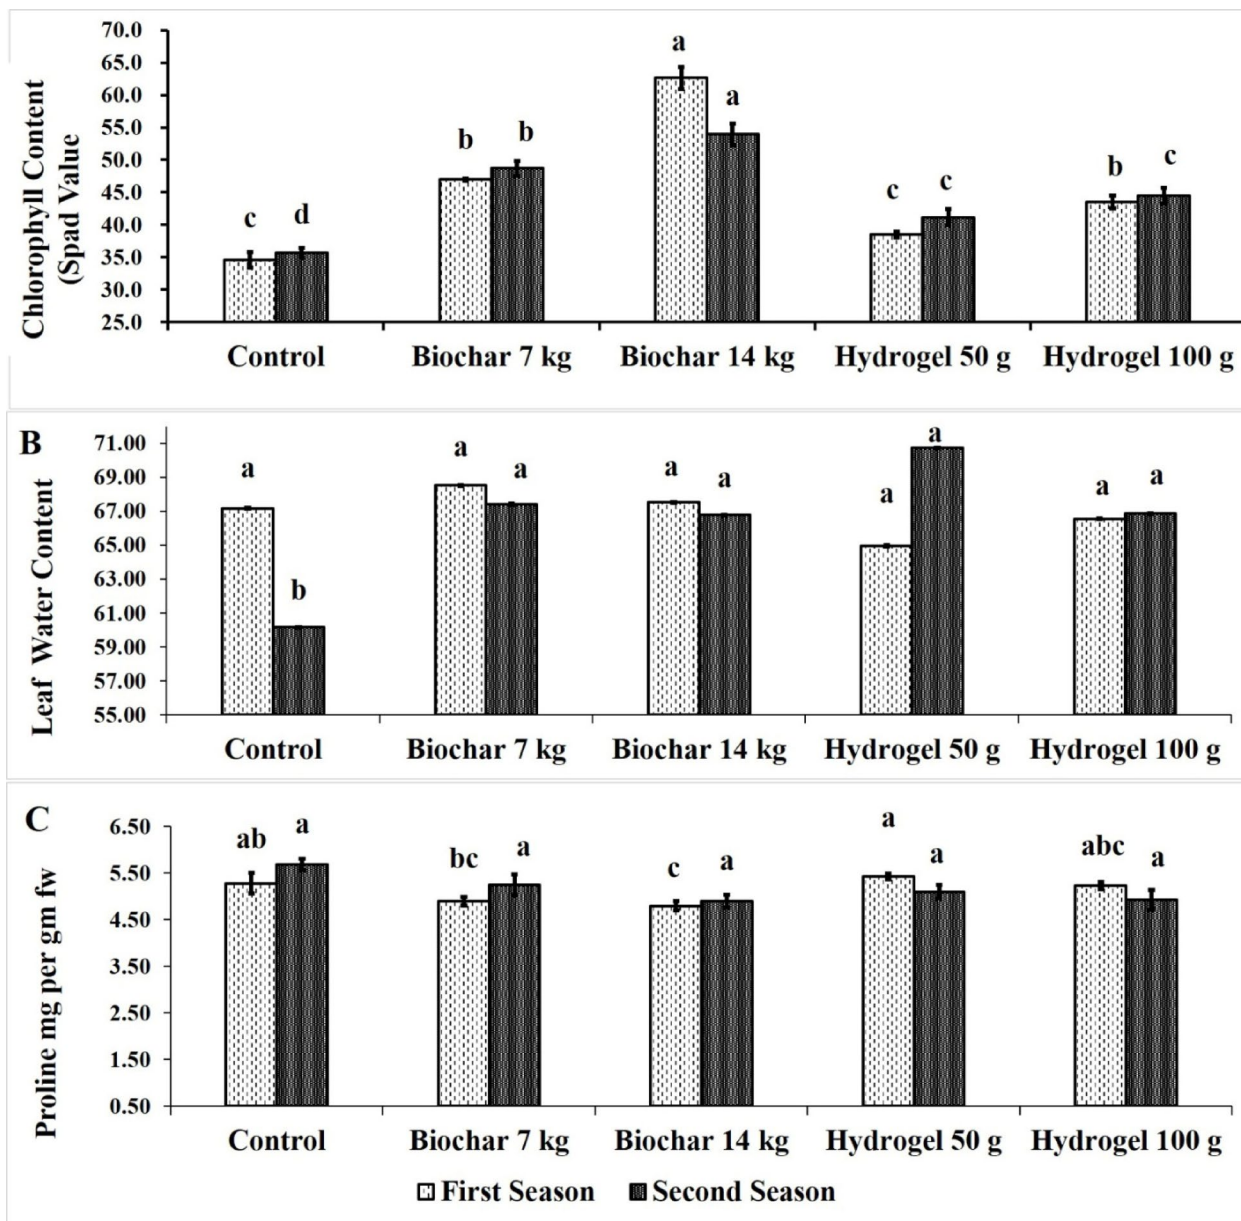 70.0
65.0
60.0
55.0
50.0
45.0
40.0
35.0
30.0
25.0
Chlorophyll Content
(Spad Value
c d b b a a c c b c
Control Biochar 7 kg Biochar 14 kg Hydrogel 50 g Hydrogel 100 g
B
71.00
69.00
67.00
65.00
63.00
61.00
59.00
57.00
55.00
Leaf Water Content
a b a a a a a a a a
Control Biochar 7 kg Biochar 14 kg Hydrogel 50 g Hydrogel 100 g
C
6.50
5.50
4.50
3.50
2.50
1.50
0.50
Proline mg per gm fw
ab a bc a c a a a abc a
Control Biochar 7 kg Biochar 14 kg Hydrogel 50 g Hydrogel 100 g
First Season Second Season